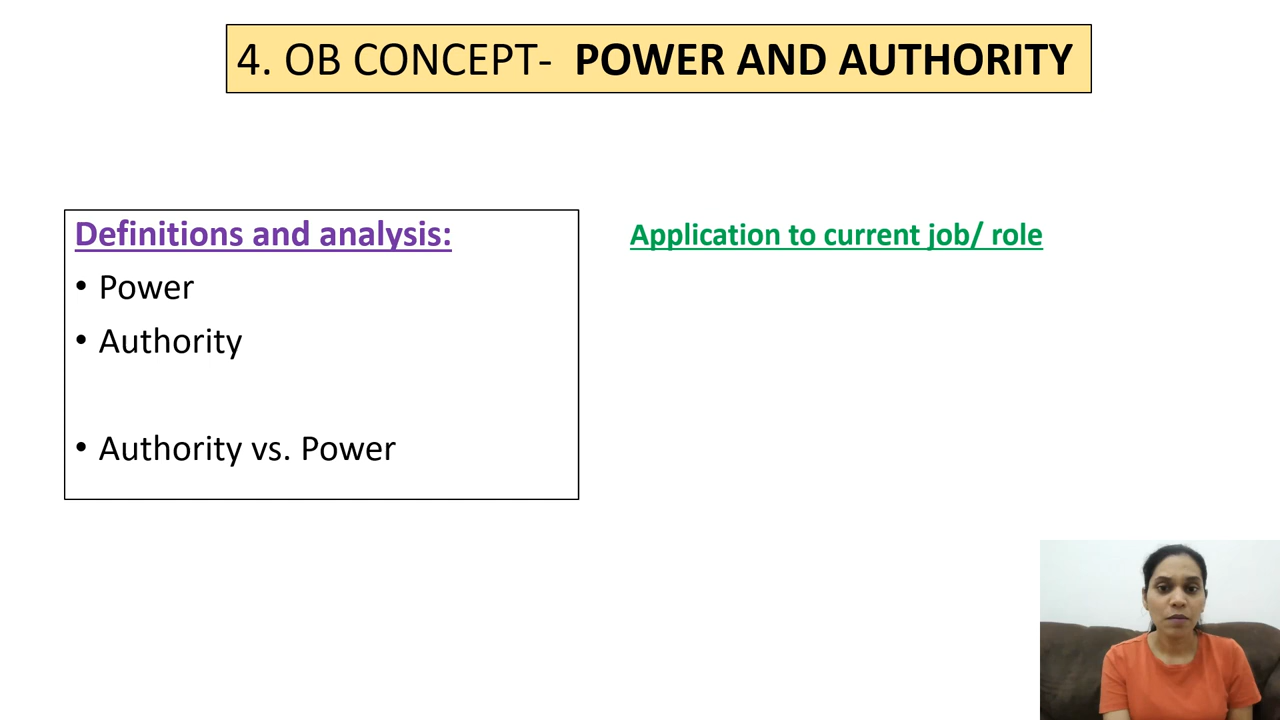 4. OB CONCEPT- POWER AND AUTHORITY
Definitions and analysis:
• Power
• Authority
• Authority vs. Power
Application to current job/ role